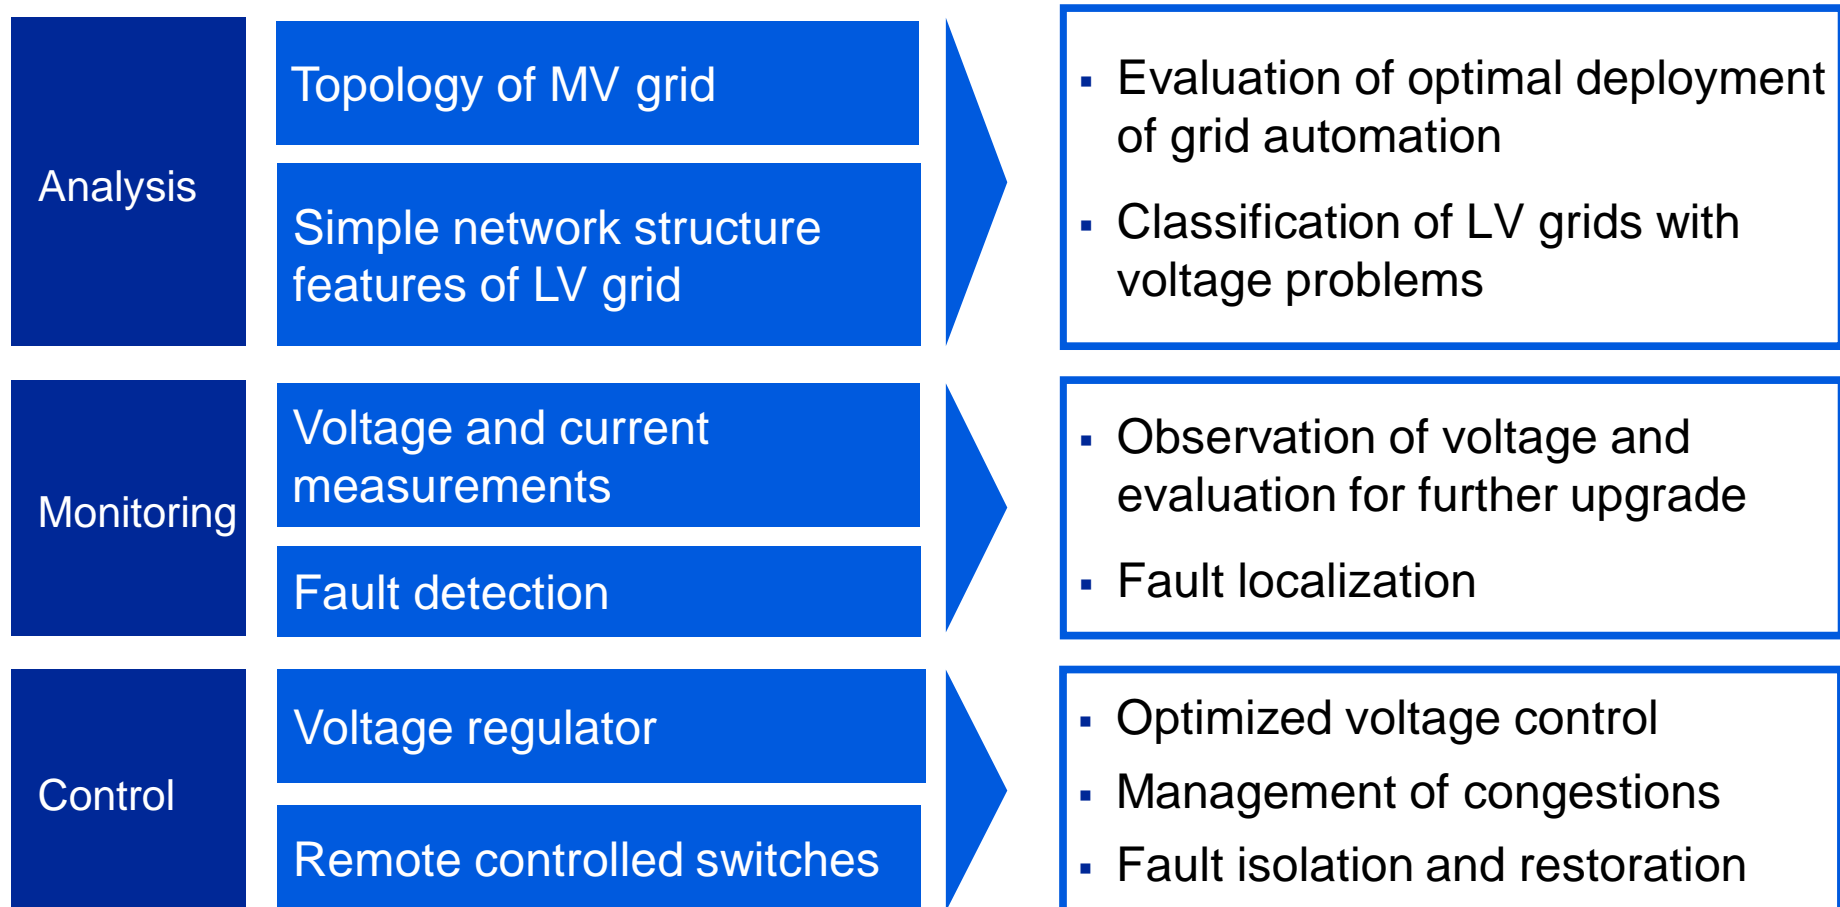 Analysis
Topology of MV grid
Simple network structure
features of LV grid
▪ Evaluation of optimal deployment
of grid automation
▪ Classification of LV grids with
voltage problems
Monitoring
Voltage and current
measurements
Fault detection
▪ Observation of voltage and
evaluation for further upgrade
▪ Fault localization
Control
Voltage regulator
Remote controlled switches
▪ Optimized voltage control
▪ Management of congestions
▪ Fault isolation and restoration